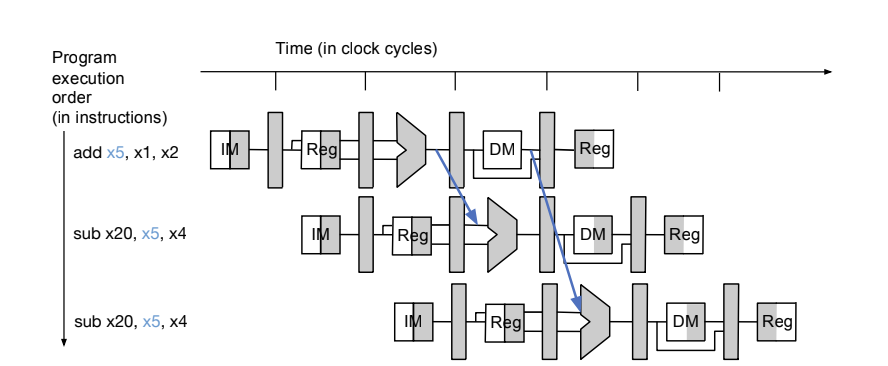 Time (in clock cycles)
Program
execution
order
(in instructions)
add x5, x1, x2
IM
Reg
DM
Reg
sub x20, x5, x4
IM
Reg
DM
Reg
sub x20, x5, x4
IM
Reg
DM
Reg